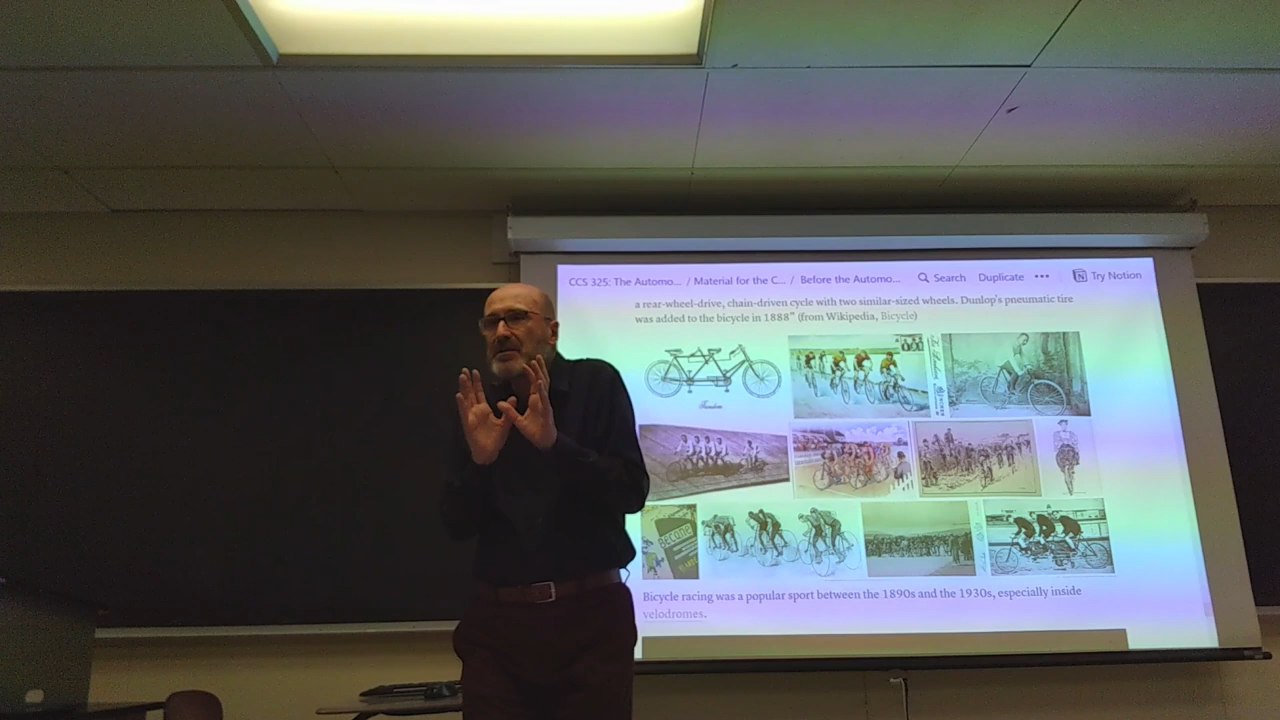 CCS 325: The Automo... / Material for the C... / Before the Automo... Search Duplicate ••• Try Notion
a rear-wheel-drive, chain-driven cycle with two similar-sized wheels. Dunlop's pneumatic tire
was added to the bicycle in 1888" (from Wikipedia, Bicycle)
Tandem
Bicycle racing was a popular sport between the 1890s and the 1930s, especially inside
velodromes.